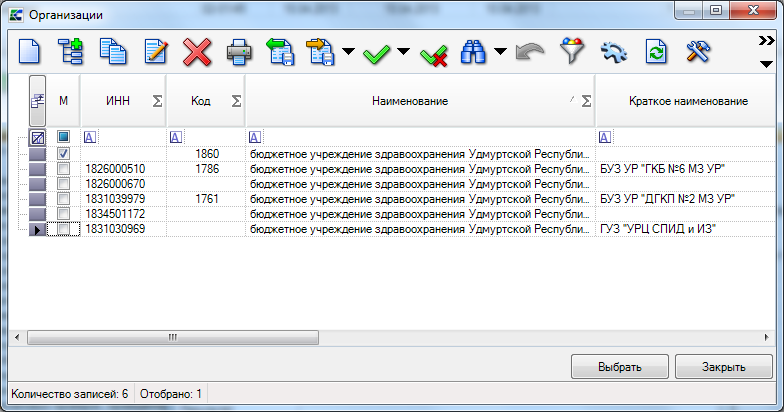 Организации
М ИНН Σ Код Σ Наименование Σ Краткое наименование
A A A A
1860 бюджетное учреждение здравоохранения Удмуртской Республи...
1826000510 1786 бюджетное учреждение здравоохранения Удмуртской Республи... БУЗ УР "ГКБ №6 МЗ УР"
1826000670 бюджетное учреждение здравоохранения Удмуртской Республи...
1831039979 1761 бюджетное учреждение здравоохранения Удмуртской Республи... БУЗ УР "ДГКП №2 МЗ УР"
1834501172 бюджетное учреждение здравоохранения Удмуртской Республи...
1831030969 бюджетное учреждение здравоохранения Удмуртской Республи... ГУЗ "УРЦ СПИД и ИЗ"
Выбрать Закрыть
Количество записей: 6 Отобрано: 1